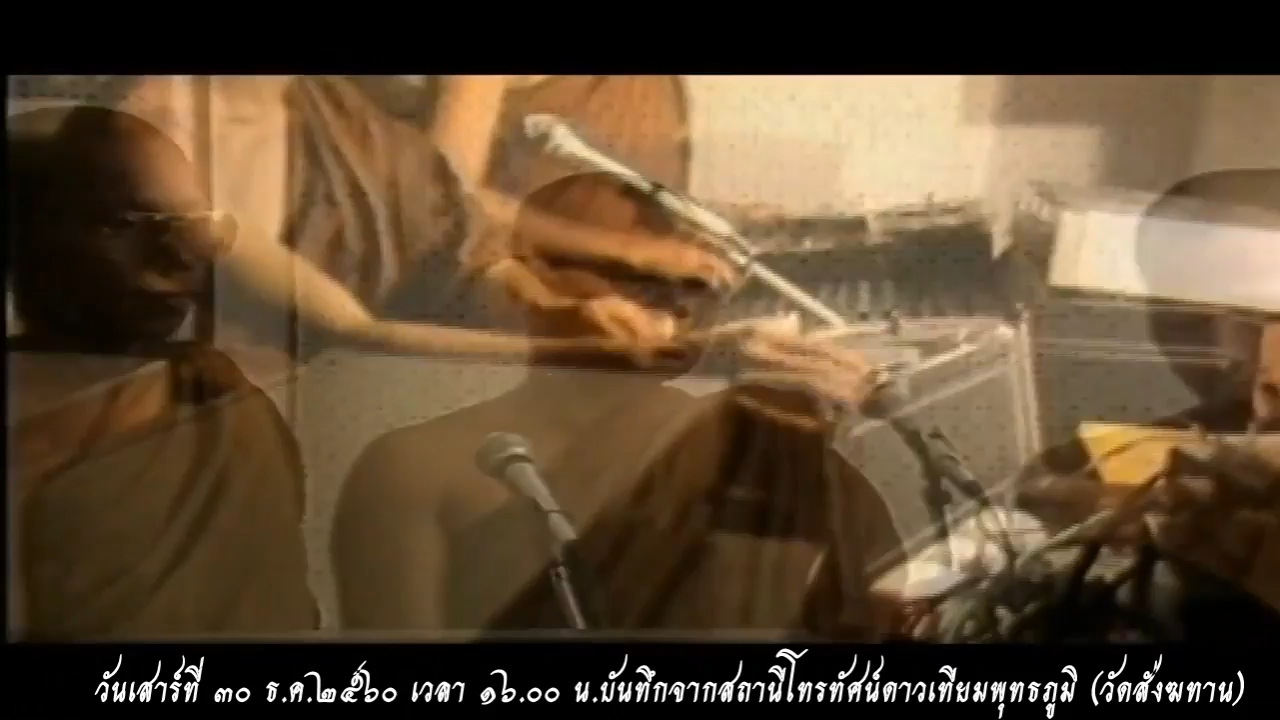 วันเสาร์ที่ ๓๐ ธ.ค.๒๕๖๐ เวลา ๑๖.๐๐ น.บันทึกจากสถานีโทรทัศน์ดาวเทียมพุทธภูมิ (วัดสังฆทาน)